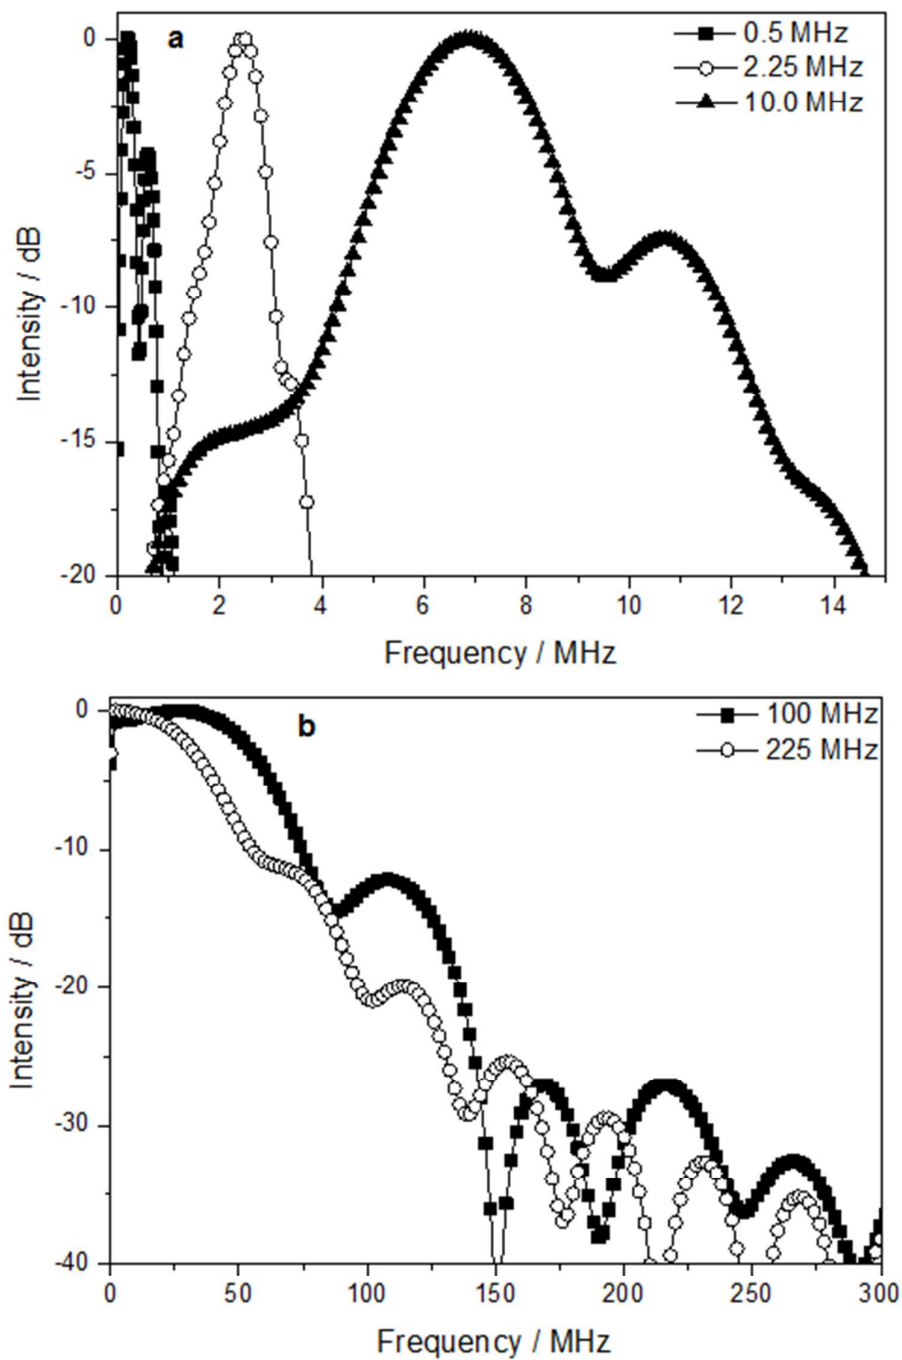 a
0.5 MHz
2.25 MHz
10.0 MHz
0
-5
-10
-15
-20
Intensity / dB
0 2 4 6 8 10 12 14
Frequency / MHz
b
100 MHz
225 MHz
0
-10
-20
-30
-40
Intensity / dB
0 50 100 150 200 250 300
Frequency / MHz